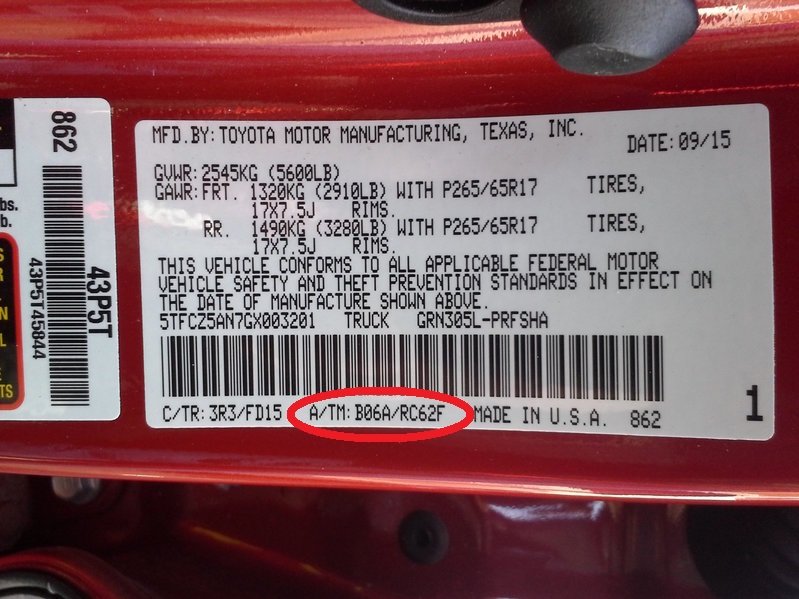 862
43P5T
43P5T45844
bs.
b.
S
R
L
E
TS
MFD.BY: TOYOTA MOTOR MANUFACTURING, TEXAS, INC. DATE: 09/15
GVWR: 2545KG (5600LB)
GAWR: FRT. 1320KG (2910LB) WITH P265/65R17 TIRES,
17X7.5J RIMS.
RR. 1490KG (3280LB) WITH P265/65R17 TIRES,
17X7.5J RIMS.
THIS VEHICLE CONFORMS TO ALL APPLICABLE FEDERAL MOTOR
VEHICLE SAFETY AND THEFT PREVENTION STANDARDS IN EFFECT ON
THE DATE OF MANUFACTURE SHOWN ABOVE.
5TFCZ5AN7GX003201 TRUCK GRN305L-PRFSHA
1
C/TR: 3R3/FD15 A/TM: B06A/RC62F MADE IN U.S.A. 862